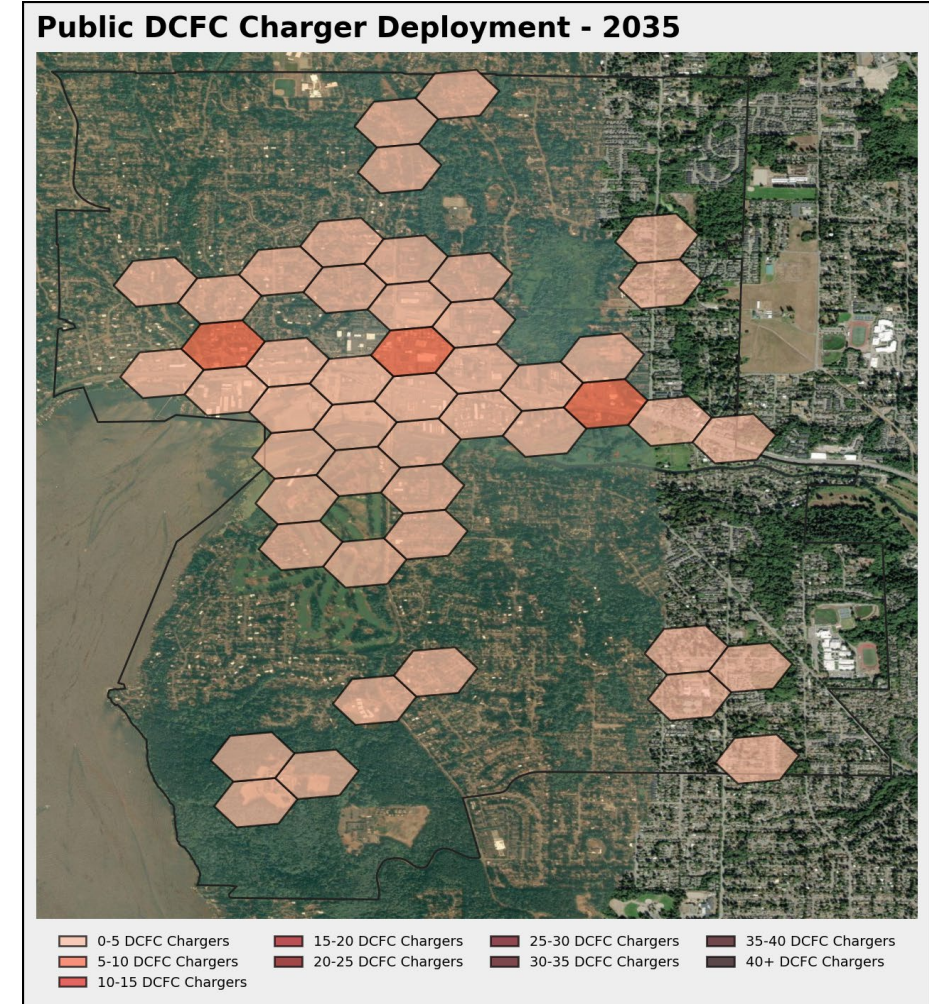 Public DCFC Charger Deployment - 2035
0-5 DCFC Chargers
5-10 DCFC Chargers
10-15 DCFC Chargers
15-20 DCFC Chargers
20-25 DCFC Chargers
25-30 DCFC Chargers
30-35 DCFC Chargers
35-40 DCFC Chargers
40+ DCFC Chargers